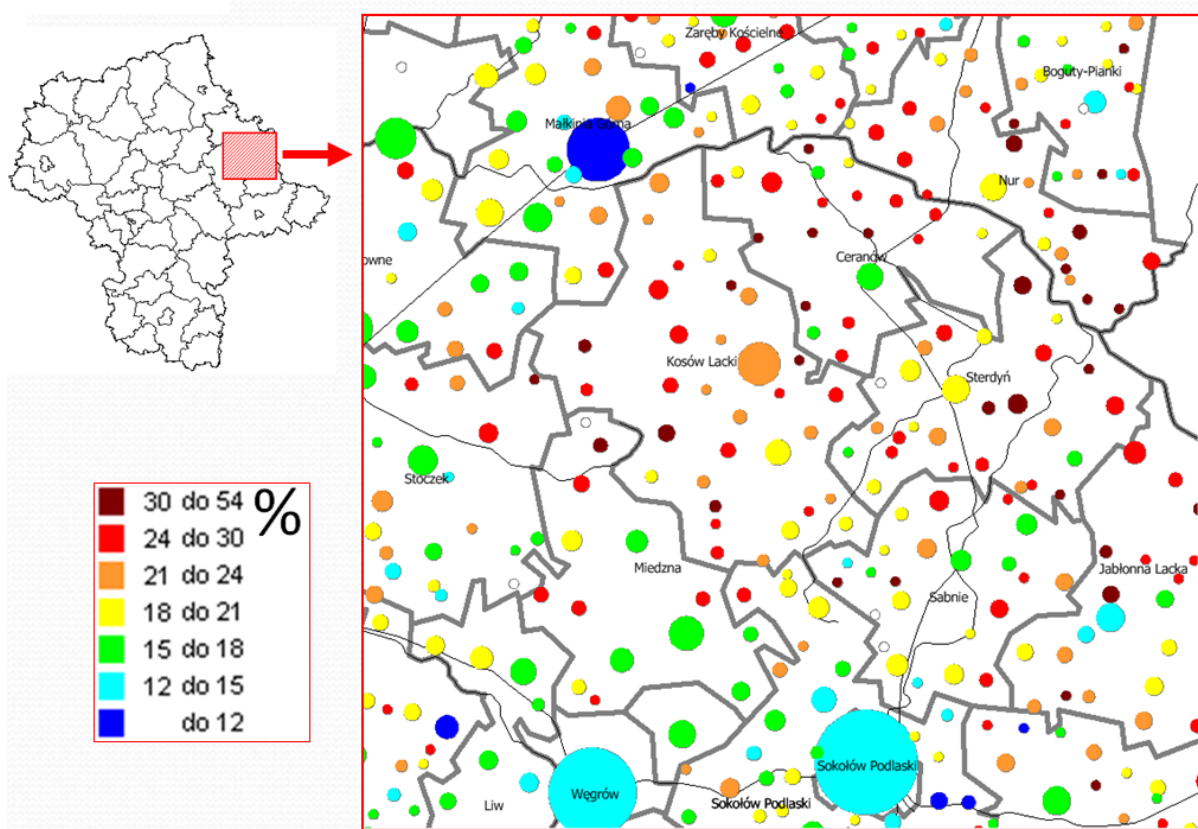 Zaręby Kościelne
Boguty-Pianki
Małkinia Górna
Nur
owne
Ceranów
Kosów Lacki
Sterdyń
Stoczek
Miedzna
Jabłonna Lacka
Sabnie
Sokołów Podlaski
Węgrów
Liw
Sokołów Podlaski
30 do 54 %
24 do 30
21 do 24
18 do 21
15 do 18
12 do 15
do 12